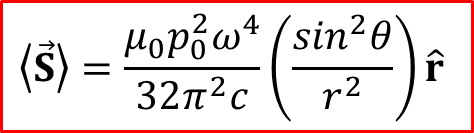 ⟨S⃗⟩ = μ₀p₀²ω⁴ / 32π²c (sin²θ / r²) r̂